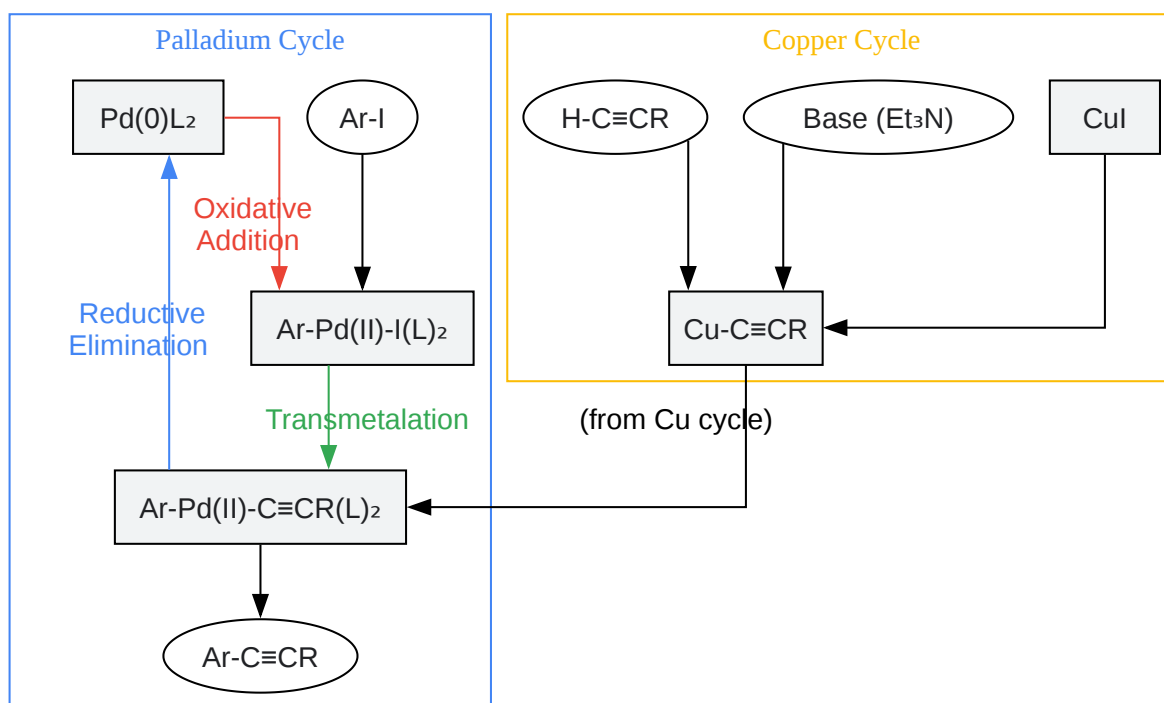 Palladium Cycle
Copper Cycle
Pd(0)L₂
Ar-I
H-C≡CR
Base (Et₃N)
CuI
Oxidative
Addition
Reductive
Elimination
Ar-Pd(II)-I(L)₂
Cu-C≡CR
Transmetalation
(from Cu cycle)
Ar-Pd(II)-C≡CR(L)₂
Ar-C≡CR